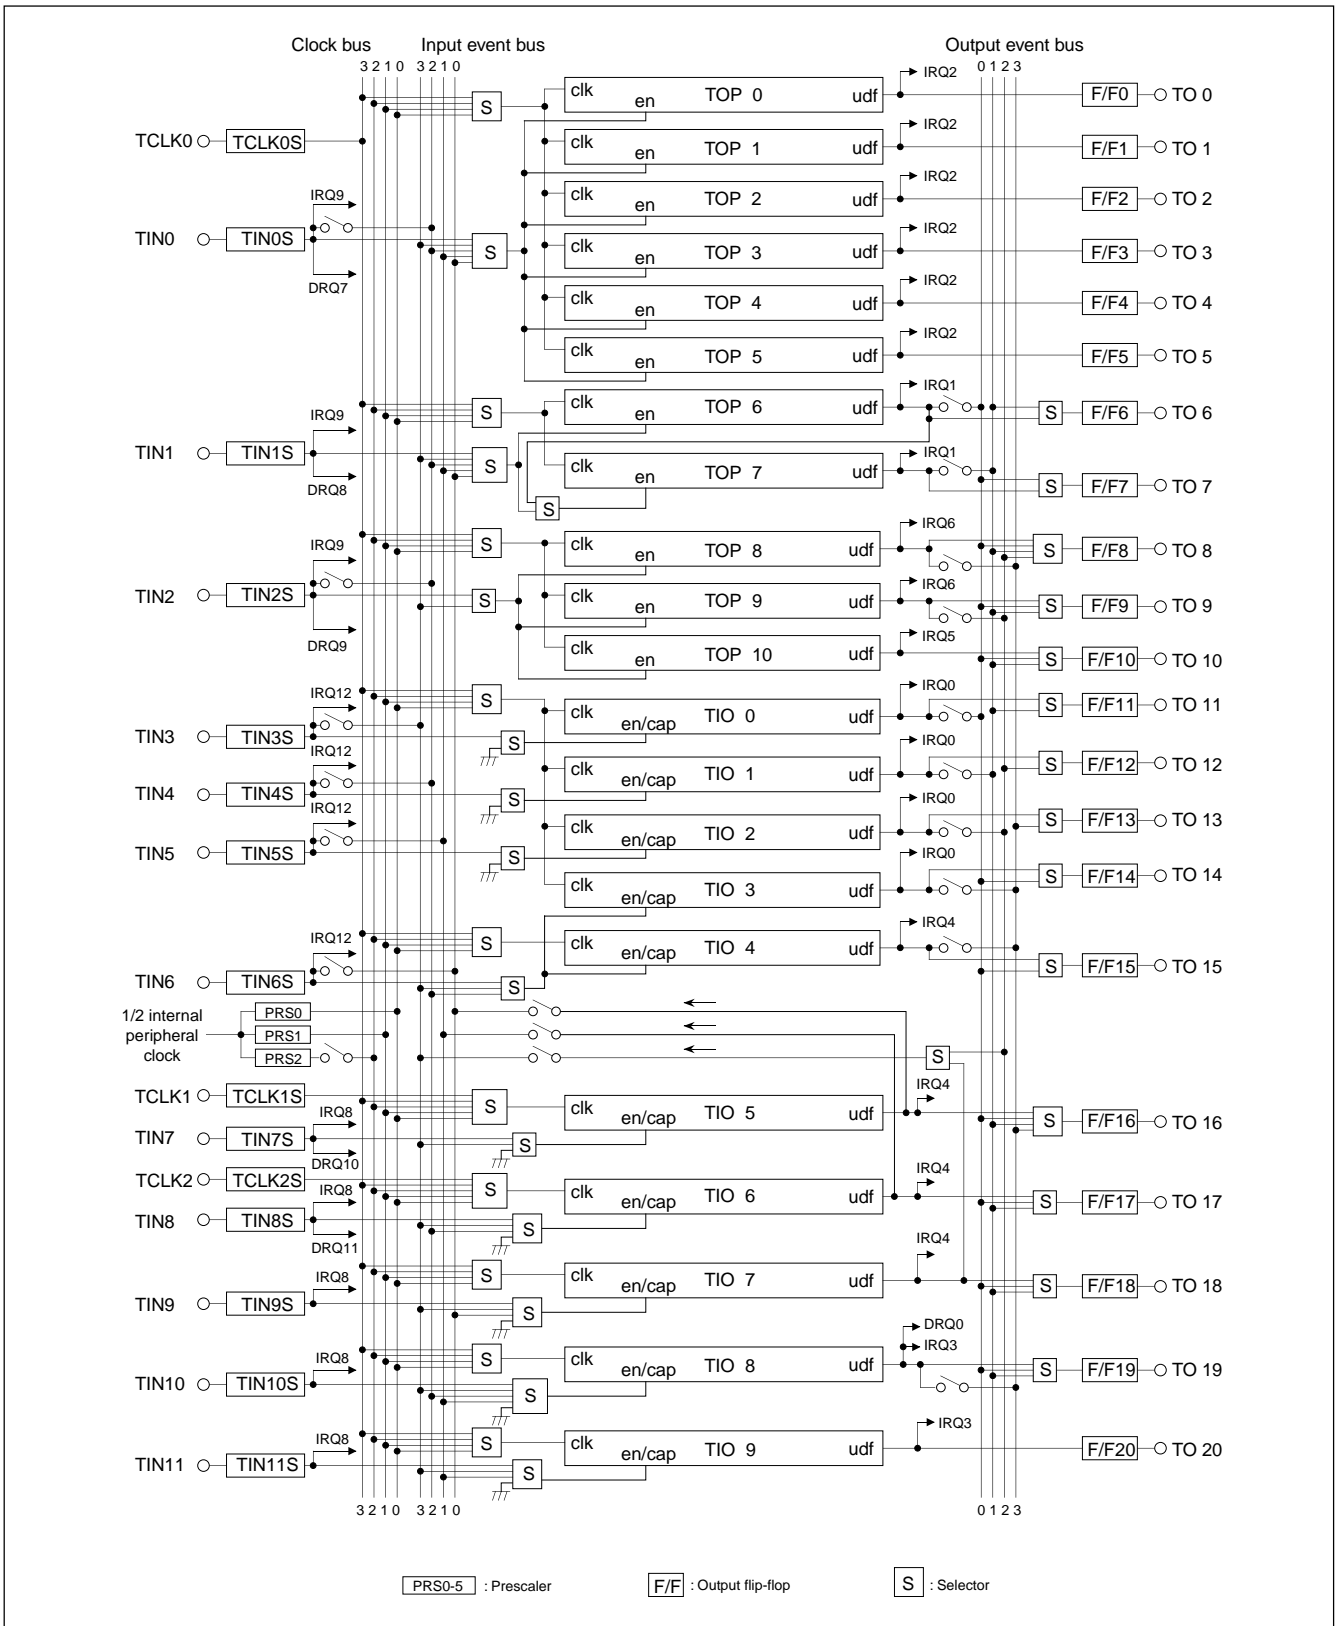 Clock bus Input event bus Output event bus
3 2 1 0 3 2 1 0 0 1 2 3
clk en TOP 0 udf IRQ2 F/F0 TO 0
S
TCLK0 TCLK0S
clk en TOP 1 udf IRQ2 F/F1 TO 1
IRQ9
clk en TOP 2 udf IRQ2 F/F2 TO 2
TIN0 TIN0S S
clk en TOP 3 udf IRQ2 F/F3 TO 3
DRQ7
clk en TOP 4 udf IRQ2 F/F4 TO 4
clk en TOP 5 udf IRQ2 F/F5 TO 5
IRQ9 S
clk en TOP 6 udf IRQ1 S F/F6 TO 6
TIN1 TIN1S S
clk en TOP 7 udf IRQ1 S F/F7 TO 7
DRQ8
S
IRQ9 S
clk en TOP 8 udf IRQ6 S F/F8 TO 8
TIN2 TIN2S S
clk en TOP 9 udf IRQ6 S F/F9 TO 9
DRQ9
clk en TOP 10 udf IRQ5 S F/F10 TO 10
IRQ12 S
clk en/cap TIO 0 udf IRQ0 S F/F11 TO 11
TIN3 TIN3S S
IRQ12
clk en/cap TIO 1 udf IRQ0 S F/F12 TO 12
TIN4 TIN4S S
IRQ12
clk en/cap TIO 2 udf IRQ0 S F/F13 TO 13
TIN5 TIN5S S
clk en/cap TIO 3 udf IRQ0 S F/F14 TO 14
IRQ12 S
clk en/cap TIO 4 udf IRQ4 S F/F15 TO 15
TIN6 TIN6S S
1/2 internal
peripheral
clock
PRS0
PRS1
PRS2
S
TCLK1 TCLK1S S
clk en/cap TIO 5 udf IRQ4 S F/F16 TO 16
IRQ8
TIN7 TIN7S S
DRQ10
TCLK2 TCLK2S S
clk en/cap TIO 6 udf IRQ4 S F/F17 TO 17
IRQ8
TIN8 TIN8S S
DRQ11
IRQ8 S
clk en/cap TIO 7 udf IRQ4 S F/F18 TO 18
TIN9 TIN9S S
DRQ0
IRQ8 S
clk en/cap TIO 8 udf IRQ3 S F/F19 TO 19
TIN10 TIN10S S
IRQ8 S
clk en/cap TIO 9 udf IRQ3 F/F20 TO 20
TIN11 TIN11S S
3 2 1 0 3 2 1 0 0 1 2 3
PRS0-5 : Prescaler F/F : Output flip-flop S : Selector